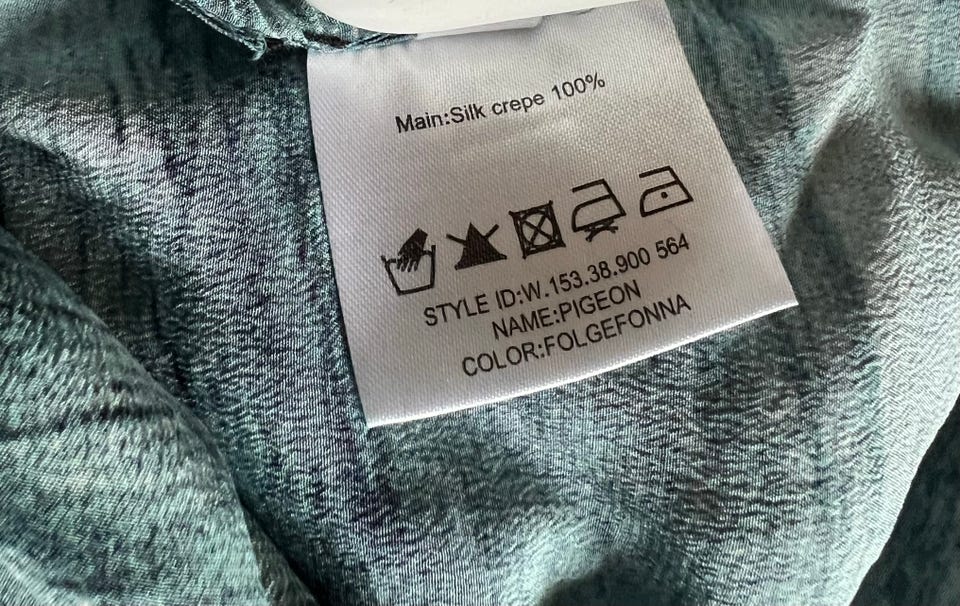 Main:Silk crepe 100%
STYLE ID:W.153.38.900 564
NAME:PIGEON
COLOR:FOLGEFONNA